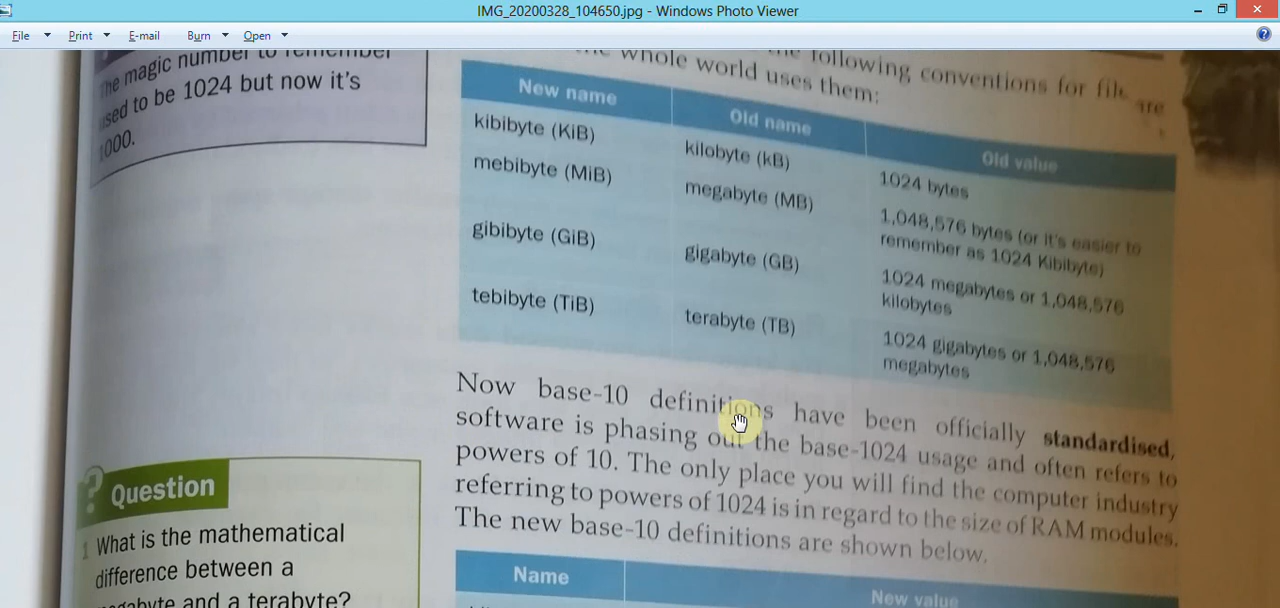 IMG_20200328_104650.jpg - Windows Photo Viewer
File Print E-mail Burn Open
The magic number to remember
used to be 1024 but now it's
1000.
whole world uses them:
following conventions for file
are
New name Old name Old value
kibibyte (KiB) kilobyte (kB) 1024 bytes
mebibyte (MiB) megabyte (MB) 1,048,576 bytes (or it's easier to
remember as 1024 Kibibyte)
gibibyte (GiB) gigabyte (GB) 1024 megabytes or 1,048,576
kilobytes
tebibyte (TiB) terabyte (TB) 1024 gigabytes or 1,048,576
megabytes
Now base-10 definitions have been officially standardised,
software is phasing out the base-1024 usage and often refers to
powers of 10. The only place you will find the computer industry
referring to powers of 1024 is in regard to the size of RAM modules.
The new base-10 definitions are shown below.
Name New value
? Question
1 What is the mathematical
difference between a
and a terabyte?